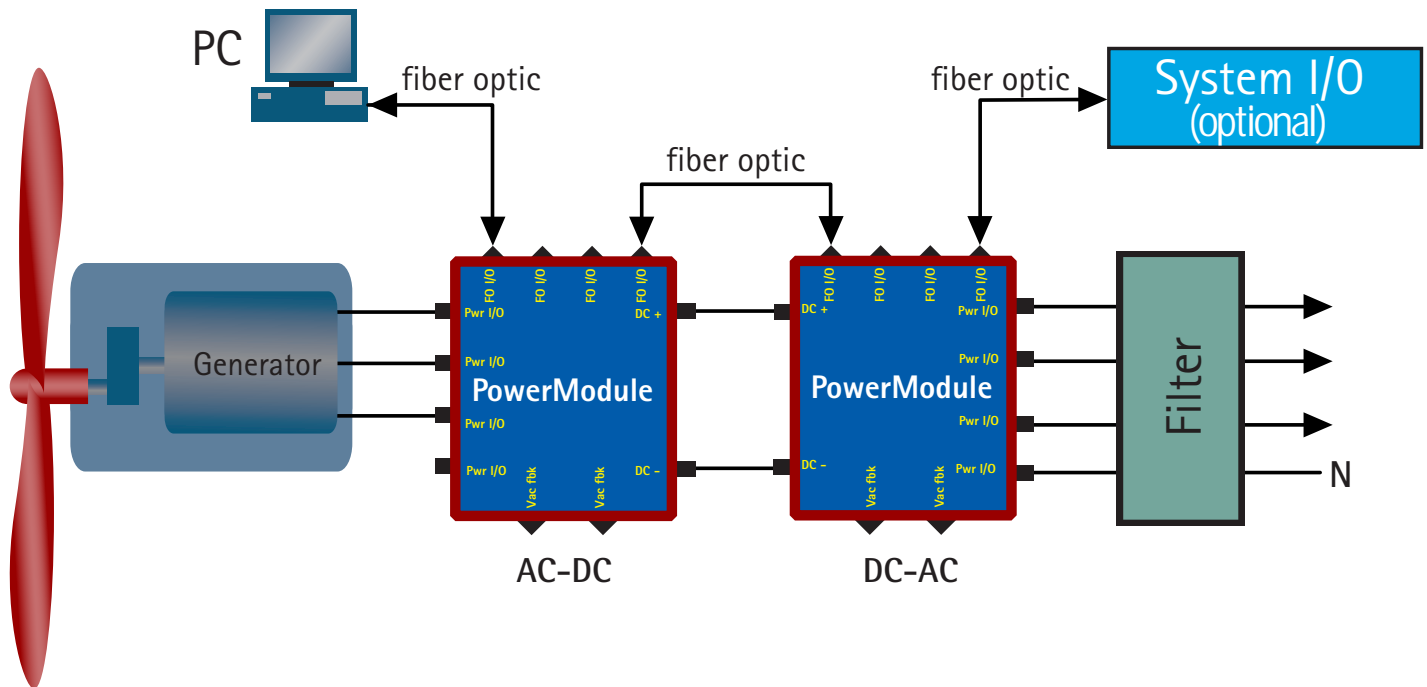 PC
fiber optic
fiber optic
System I/O
(optional)
fiber optic
Generator
FO I/O
FO I/O
FO I/O
FO I/O
Pwr I/O
Pwr I/O
Pwr I/O
Pwr I/O
DC +
DC -
PowerModule
Vac fbk
Vac fbk
AC-DC
FO I/O
FO I/O
FO I/O
FO I/O
DC +
DC -
Pwr I/O
Pwr I/O
Pwr I/O
Pwr I/O
PowerModule
Vac fbk
Vac fbk
DC-AC
Filter
N